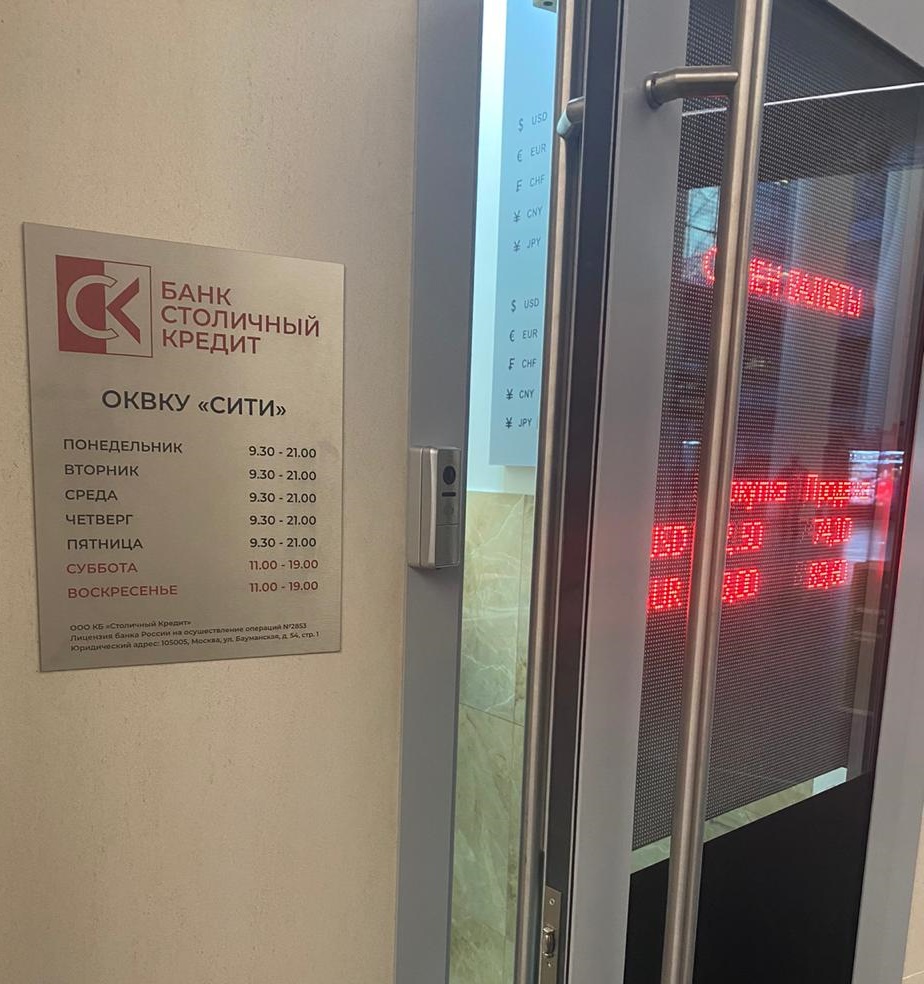 СК
БАНК
СТОЛИЧНЫЙ
КРЕДИТ
ОКВКУ «СИТИ»
ПОНЕДЕЛЬНИК 9.30 - 21.00
ВТОРНИК 9.30 - 21.00
СРЕДА 9.30 - 21.00
ЧЕТВЕРГ 9.30 - 21.00
ПЯТНИЦА 9.30 - 21.00
СУББОТА 11.00 - 19.00
ВОСКРЕСЕНЬЕ 11.00 - 19.00
ООО КБ «Столичный Кредит»
Лицензия банка России на осуществление операций №2853
Юридический адрес: 105005, Москва, ул. Бауманская, д. 54, стр. 1
$ USD
€ EUR
₣ CHF
¥ CNY
¥ JPY
$ USD
€ EUR
₣ CHF
¥ CNY
¥ JPY
ВАЛЮТЫ